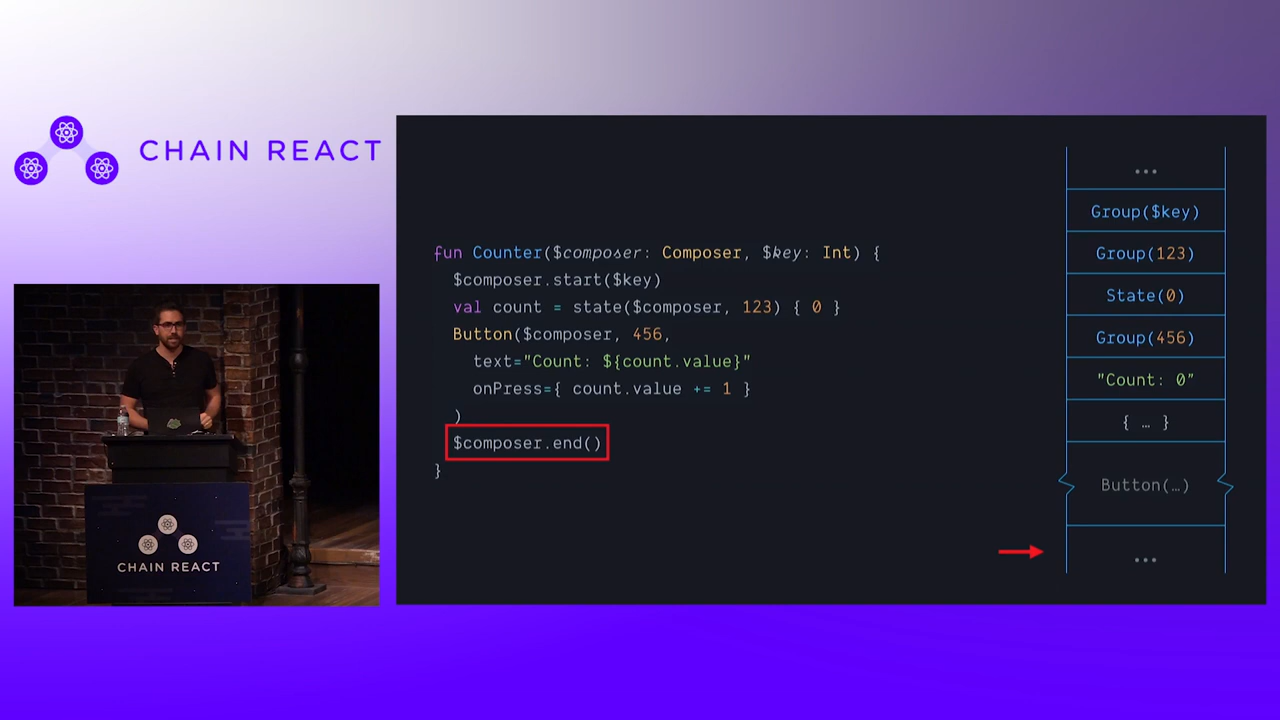 CHAIN REACT
fun Counter($composer: Composer, $key: Int) {
$composer.start($key)
val count = state($composer, 123) { 0 }
Button($composer, 456,
text="Count: ${count.value}"
onPress={ count.value += 1 }
)
$composer.end()
}
...
Group($key)
Group(123)
State(0)
Group(456)
"Count: 0"
{ … }
Button(…)
...
CHAIN REACT